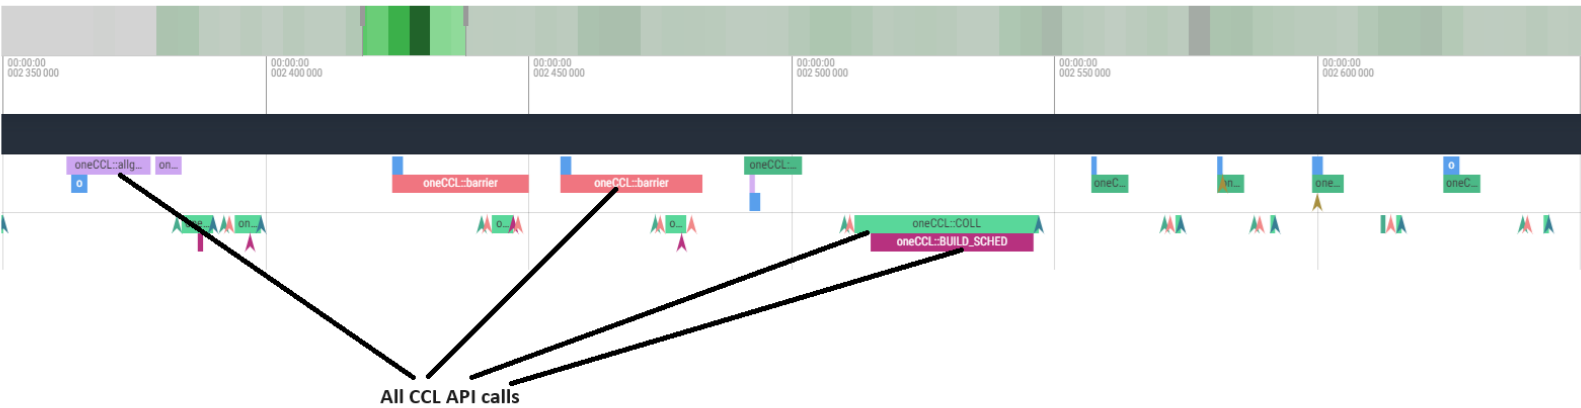 00:00:00 00:00:00 00:00:00 00:00:00 00:00:00 00:00:00
002 350 000 002 400 000 002 450 000 002 500 000 002 550 000 002 600 000
oneCCL::allg... on... oneCCL:... o
o oneCCL::barrier oneCCL::barrier oneC... on... one... oneC...
one... on... o... o... oneCCL::COLL
oneCCL::BUILD_SCHED
All CCL API calls